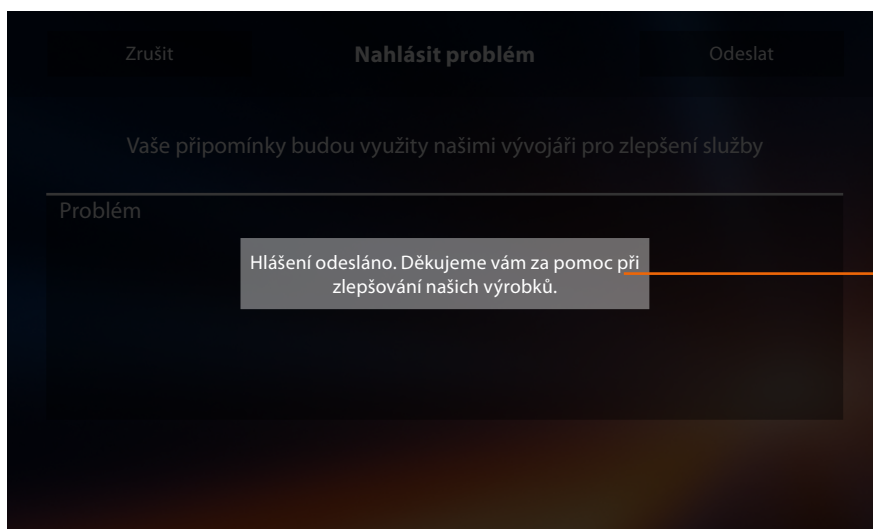 Zrušit
Nahlásit problém
Odeslat
Vaše připomínky budou využity našimi vývojáři pro zlepšení služby
Problém
Hlášení odesláno. Děkujeme vám za pomoc při
zlepšování našich výrobků.